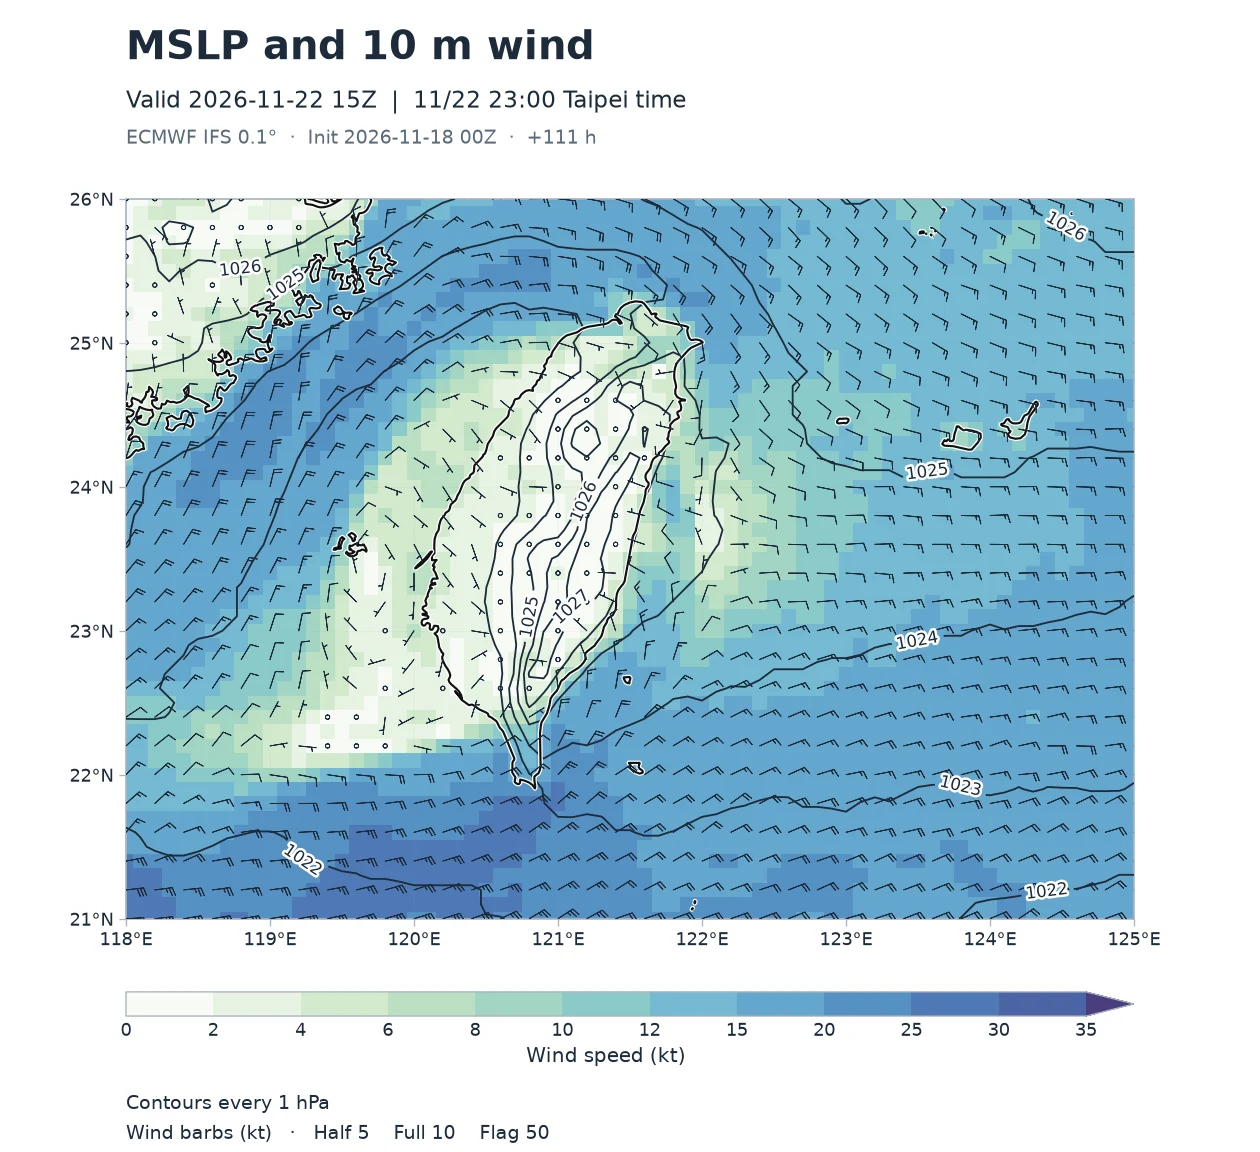 MSLP and 10 m wind
Valid 2026-11-22 15Z | 11/22 23:00 Taipei time
ECMWF IFS 0.1° · Init 2026-11-18 00Z · +111 h
26°N
25°N
24°N
23°N
22°N
21°N
1026
1026
1025
1025
1026
1025
1027
1024
1023
1022
1022
118°E 119°E 120°E 121°E 122°E 123°E 124°E 125°E
0 2 4 6 8 10 12 15 20 25 30 35
Wind speed (kt)
Contours every 1 hPa
Wind barbs (kt) · Half 5 Full 10 Flag 50